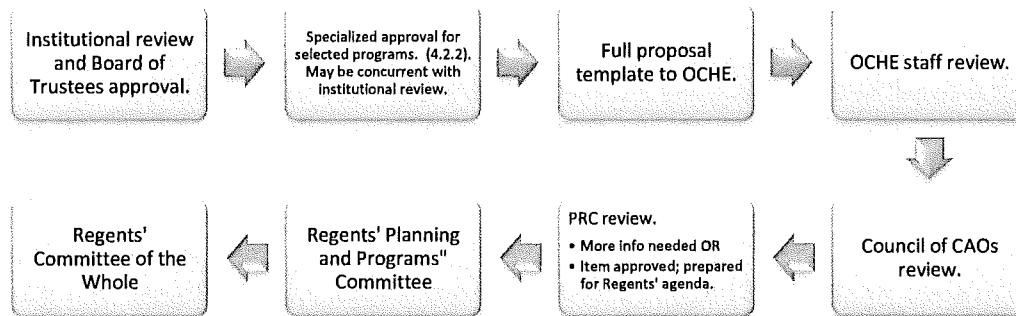 Institutional review
and Board of
Trustees approval.
Specialized approval for
selected programs. (4.2.2).
May be concurrent with
institutional review.
Full proposal
template to OCHE.
OCHE staff review.
Council of CAOs
review.
PRC review.
• More info needed OR
• Item approved; prepared
for Regents' agenda.
Regents' Planning
and Programs"
Committee
Regents'
Committee of the
Whole